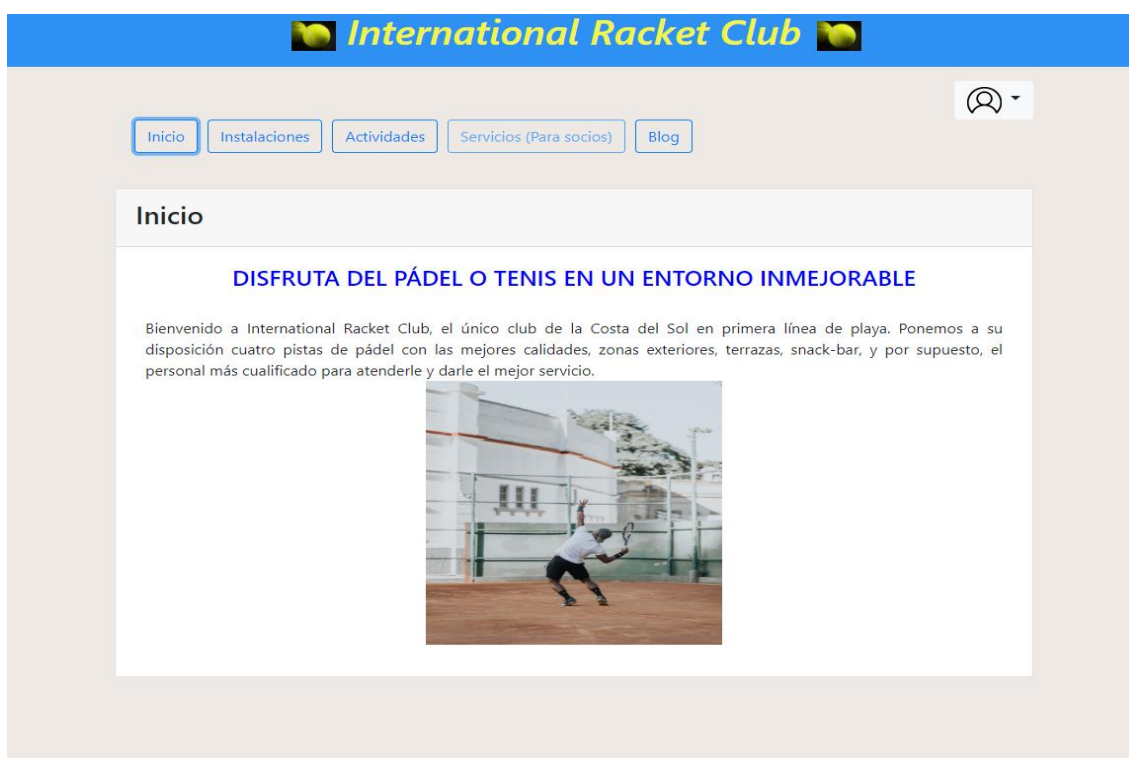 International Racket Club
Inicio
Instalaciones
Actividades
Servicios (Para socios)
Blog
Inicio
DISFRUTA DEL PÁDEL O TENIS EN UN ENTORNO INMEJORABLE
Bienvenido a International Racket Club, el único club de la Costa del Sol en primera línea de playa. Ponemos a su
disposición cuatro pistas de pádel con las mejores calidades, zonas exteriores, terrazas, snack-bar, y por supuesto, el
personal más cualificado para atenderle y darle el mejor servicio.